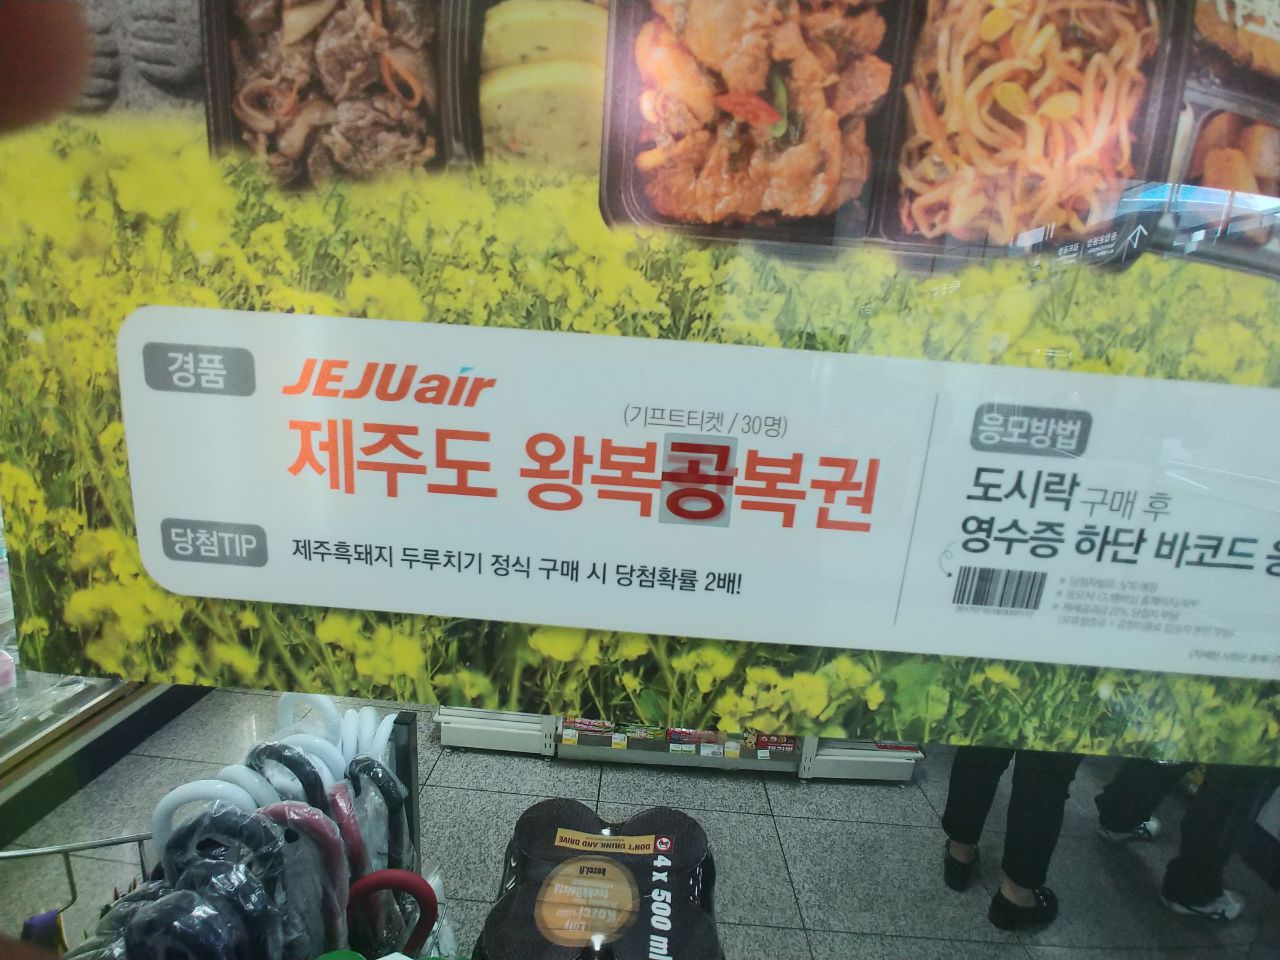 경품
JEJUair
(기프트티켓 / 30명)
제주도 왕복공복권
당첨TIP
제주흑돼지 두루치기 정식 구매 시 당첨확률 2배!
응모방법
도시락 구매 후
영수증 하단 바코드
DON'T DRINK AND DRIVE
4 x 500 ml
Kozel